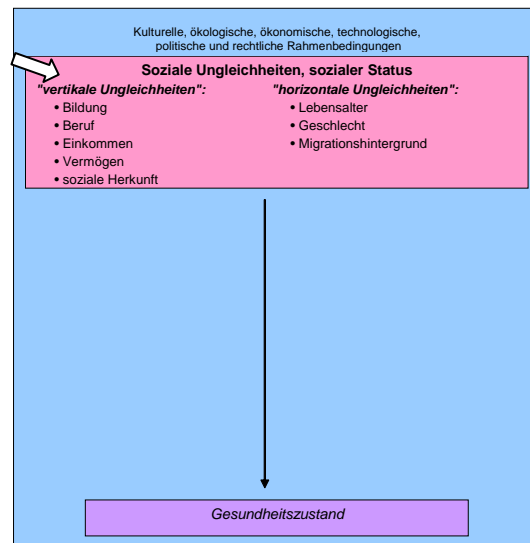 Kulturelle, ökologische, ökonomische, technologische,
politische und rechtliche Rahmenbedingungen
Soziale Ungleichheiten, sozialer Status
"vertikale Ungleichheiten":
• Bildung
• Beruf
• Einkommen
• Vermögen
• soziale Herkunft
"horizontale Ungleichheiten":
• Lebensalter
• Geschlecht
• Migrationshintergrund
Gesundheitszustand